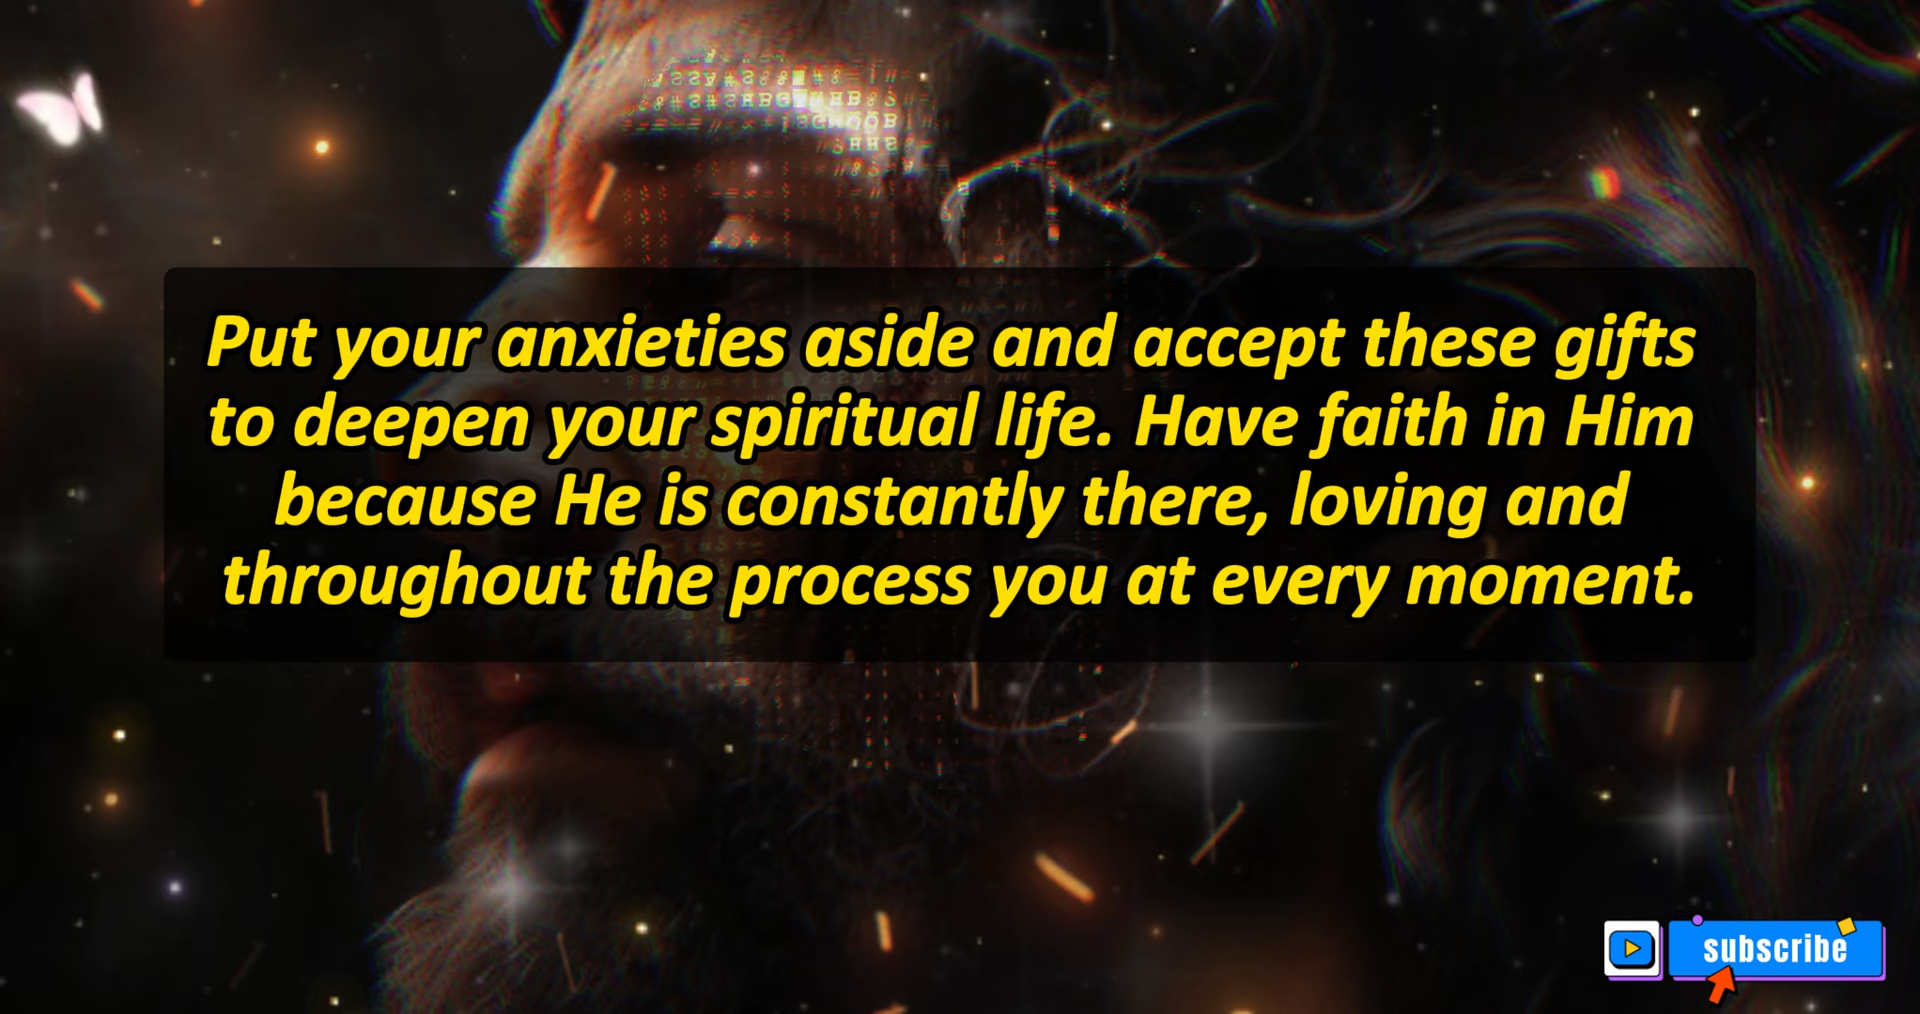 Put your anxieties aside and accept these gifts
to deepen your spiritual life. Have faith in Him
because He is constantly there, loving and
throughout the process you at every moment.
subscribe